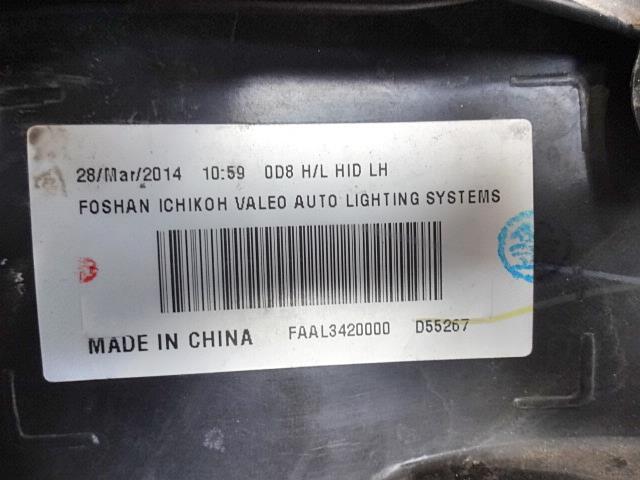 28/Mar/2014 10:59 0D8 H/L HID LH
FOSHAN ICHIKOH VALEO AUTO LIGHTING SYSTEMS
MADE IN CHINA FAAL3420000 D55267